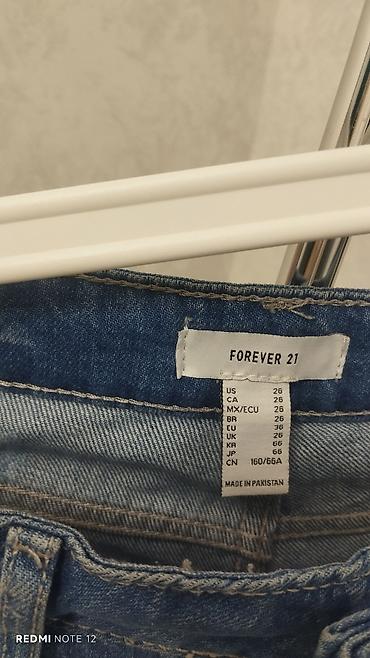 FOREVER 21
US 26
CA 26
MX/ECU 26
BR 26
EU 36
UK 26
KR 66
JP 66
CN 160/66A
MADE IN PAKISTAN
REDMI NOTE 12